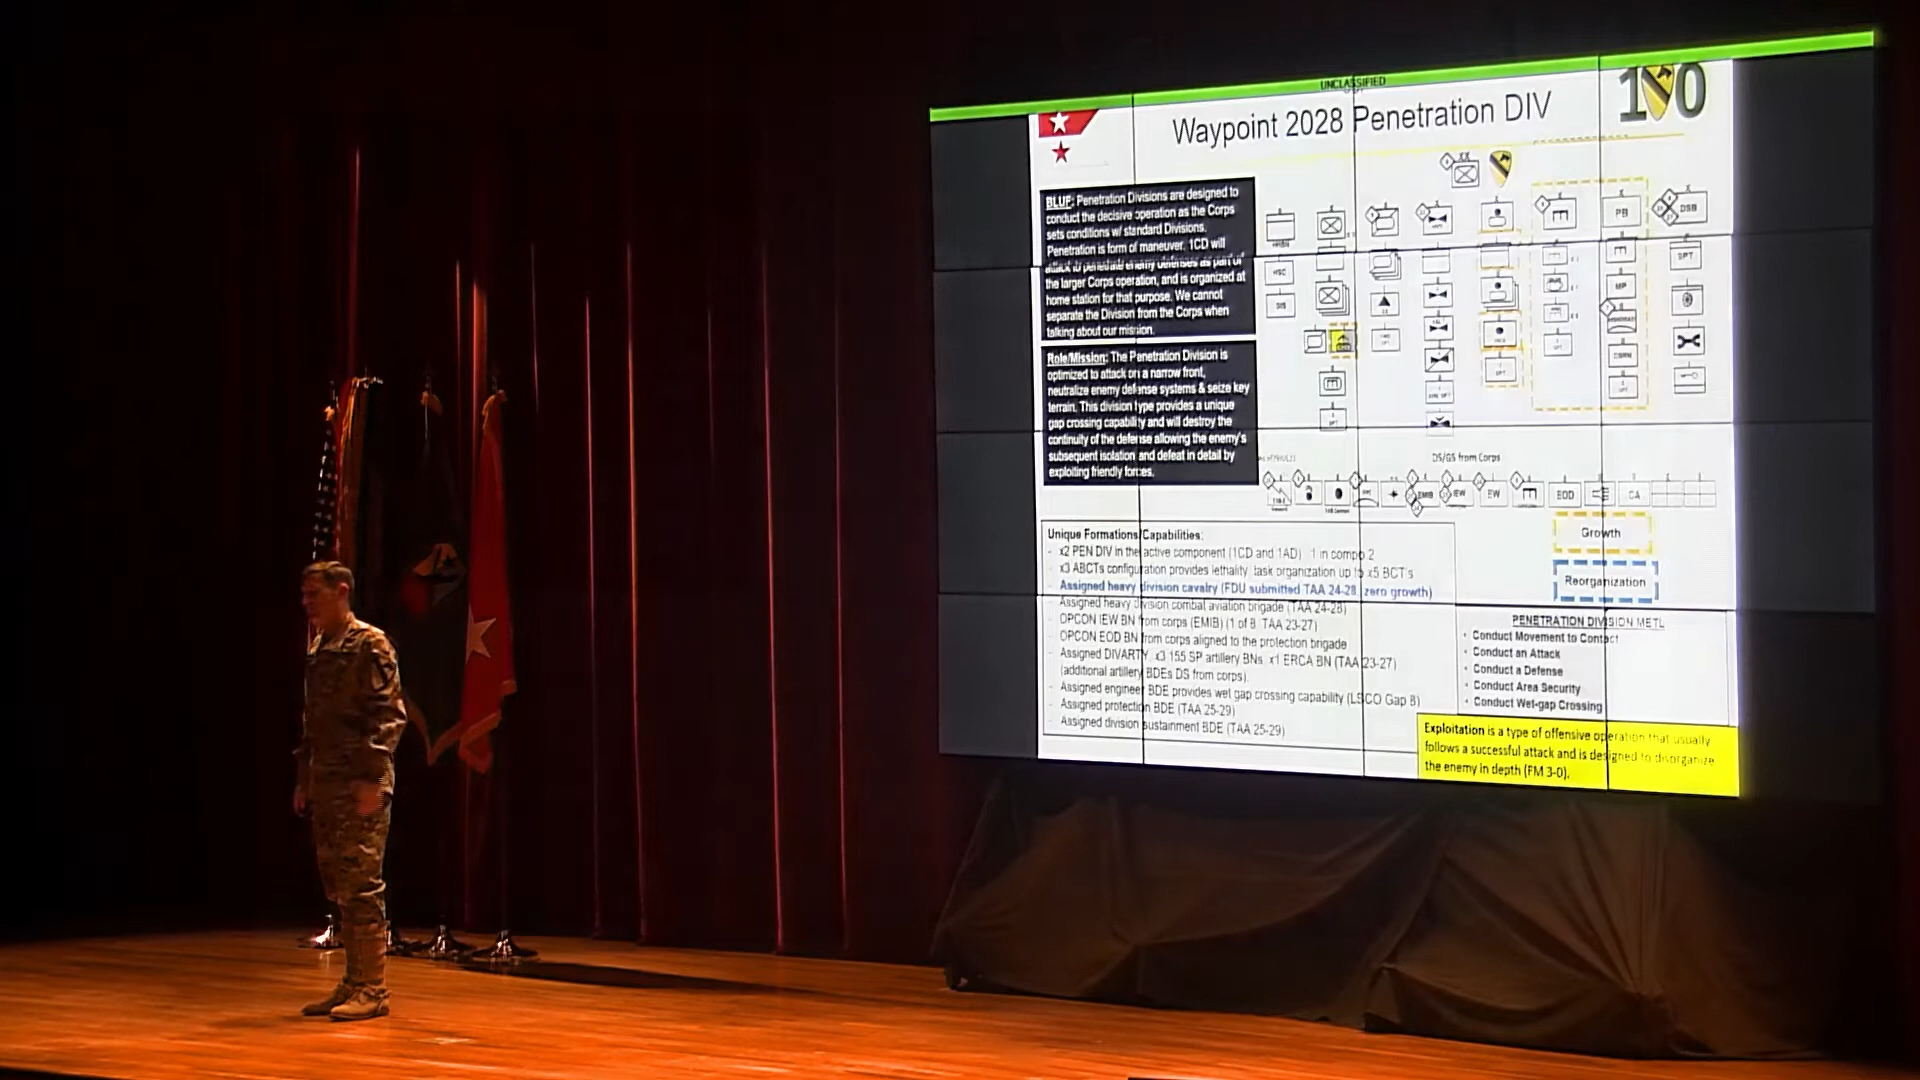 UNCLASSIFIED
Waypoint 2028 Penetration DIV
100
BLUF: Penetration Divisions are designed to
conduct the decisive operation as the Corps
sets conditions w/ standard Divisions.
Penetration is form of maneuver. 1CD will
attack to penetrate enemy defenses as part of
the larger Corps operation, and is organized at
home station for that purpose. We cannot
separate the Division from the Corps when
talking about our mission.
Role/Mission: The Penetration Division is
optimized to attack on a narrow front,
neutralize enemy defense systems & seize key
terrain. This division type provides a unique
gap crossing capability and will destroy the
continuity of the defense allowing the enemy's
subsequent isolation and defeat in detail by
exploiting friendly forces.
XX
PB
DSB
HSC
SPT
MP
CBRN
DS/GS from Corps
EMIB
IEW
EW
EOD
CA
Growth
Reorganization
Unique Formations/Capabilities:
- x2 PEN DIV in the active component (1CD and 1AD) 1 in compo 2
- x3 ABCTs configuration provides lethality, task organization up to x5 BCT's
- Assigned heavy division cavalry (FDU submitted TAA 24-28, zero growth)
- Assigned heavy division combat aviation brigade (TAA 24-28)
- OPCON IEW BN from corps (EMIB) (1 of 8, TAA 23-27)
- OPCON EOD BN from corps aligned to the protection brigade
- Assigned DIVARTY, x3 155 SP artillery BNs, x1 ERCA BN (TAA 23-27)
(additional artillery BDEs DS from corps).
- Assigned engineer BDE provides wet gap crossing capability (LSCO Gap 8)
- Assigned protection BDE (TAA 25-29)
- Assigned division sustainment BDE (TAA 25-29)
PENETRATION DIVISION METL
• Conduct Movement to Contact
• Conduct an Attack
• Conduct a Defense
• Conduct Area Security
• Conduct Wet-gap Crossing
Exploitation is a type of offensive operation that usually
follows a successful attack and is designed to disorganize
the enemy in depth (FM 3-0).